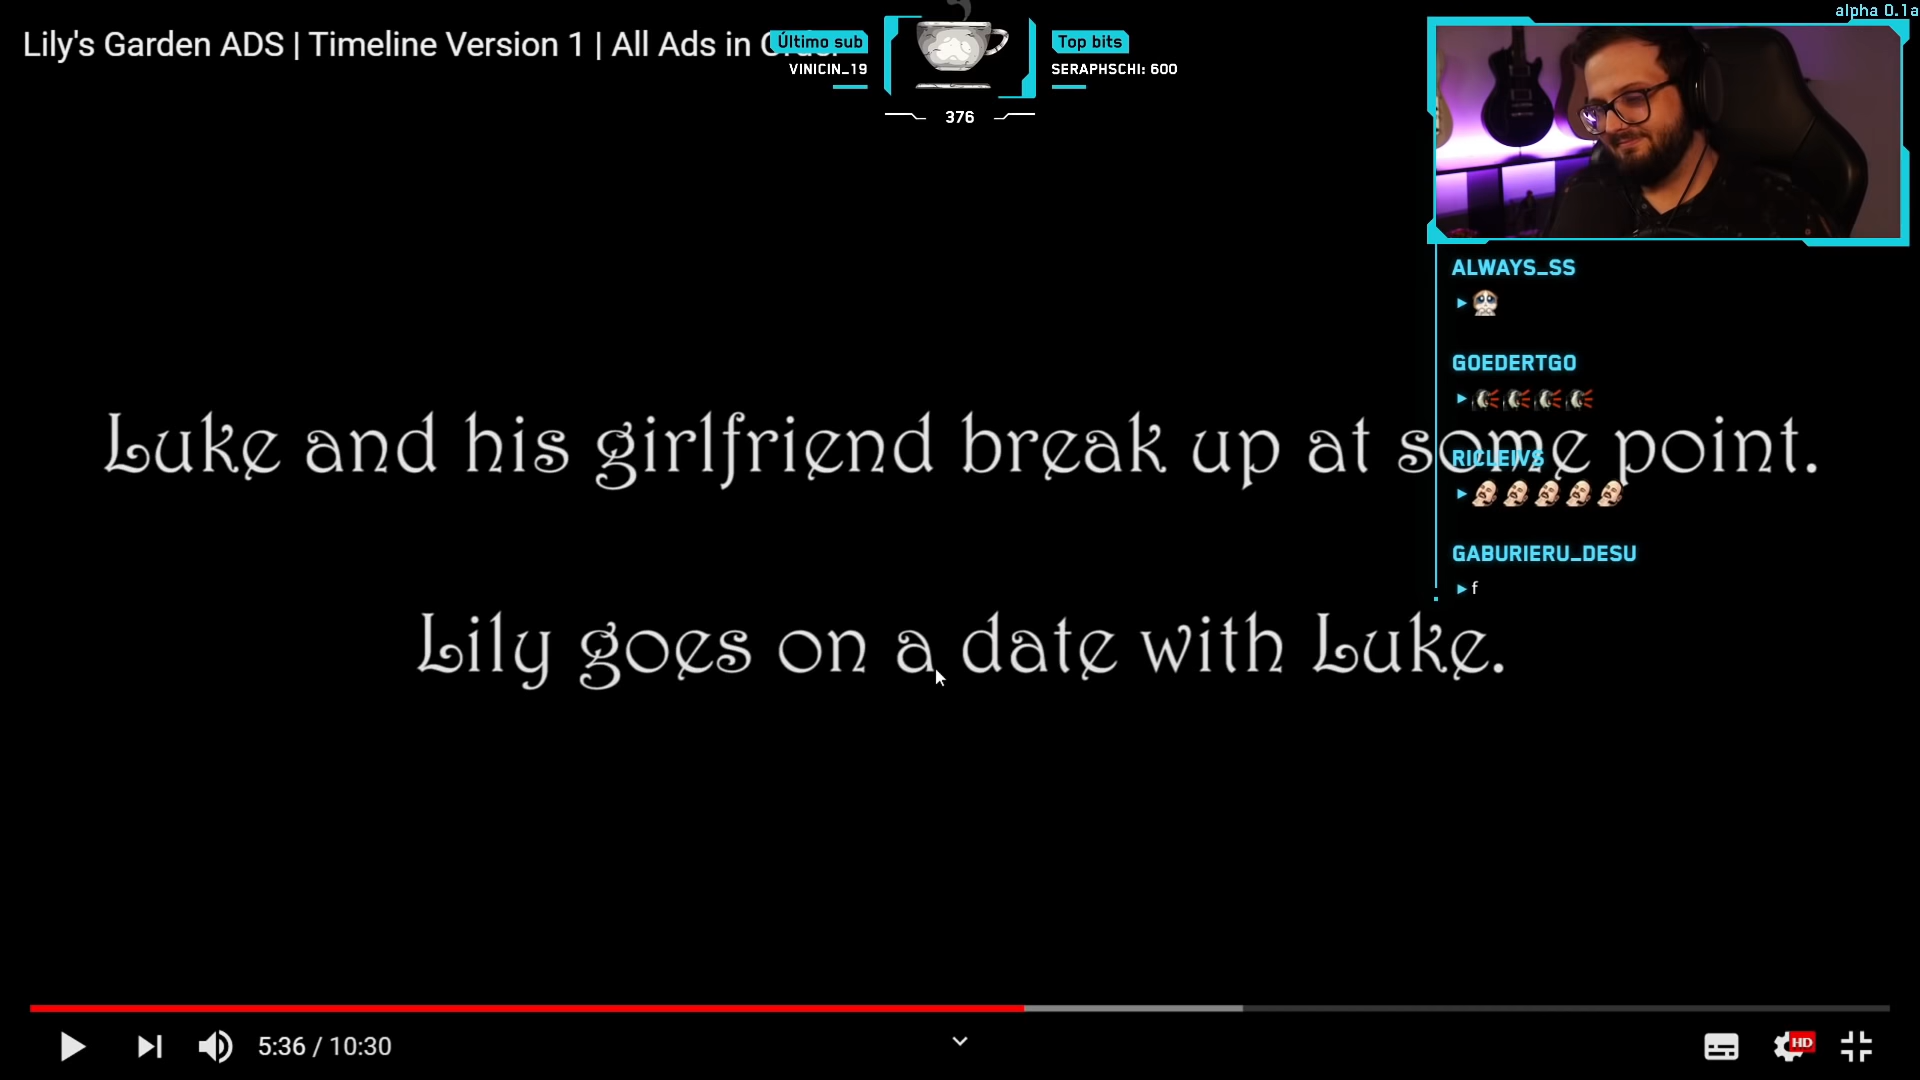 alpha 0.1a
Lily's Garden ADS | Timeline Version 1 | All Ads in
Último sub
VINICIN_19
376
Top bits
SERAPHSCHI: 600
ALWAYS_SS
GOEDERTGO
Luke and his girlfriend break up at some point.
RICLEIVS
GABURIERU_DESU
f
Lily goes on a date with Luke.
5:36 / 10:30
HD